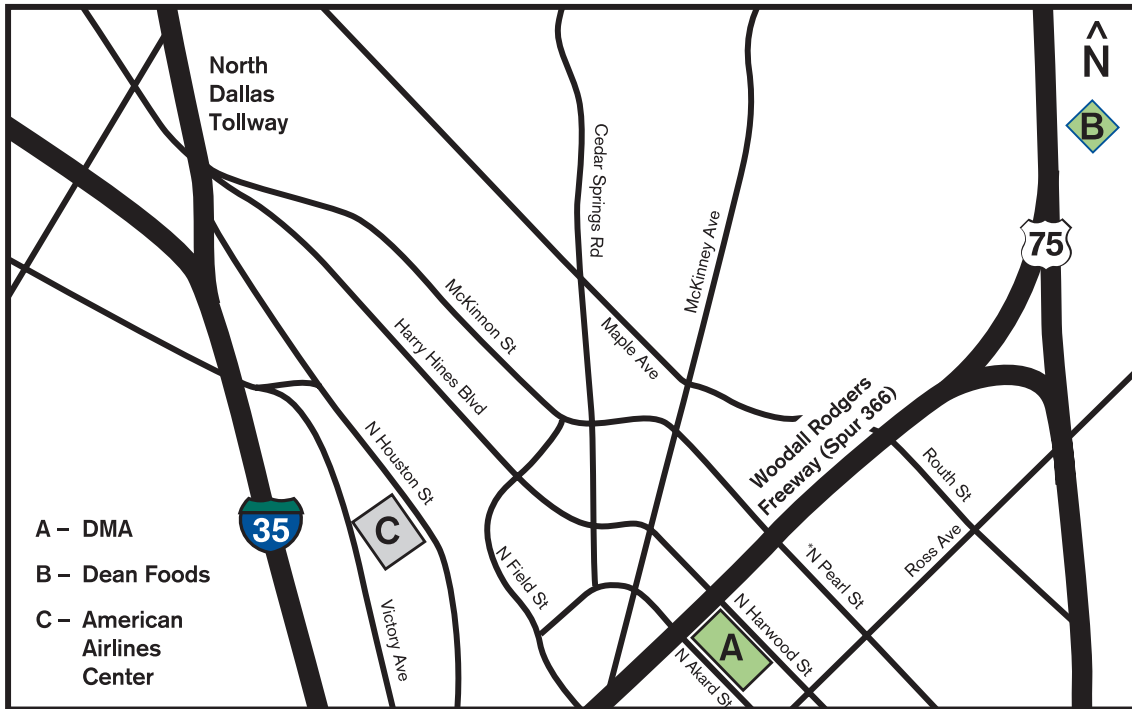 N
B
North
Dallas
Tollway
75
Cedar Springs Rd
McKinney Ave
McKinnon St
Harry Hines Blvd
Maple Ave
Woodall Rodgers
Freeway (Spur 366)
N Houston St
Routh St
Ross Ave
35
C
N Field St
*N Pearl St
Victory Ave
N Harwood St
A
N Akard St
A – DMA
B – Dean Foods
C – American
Airlines
Center